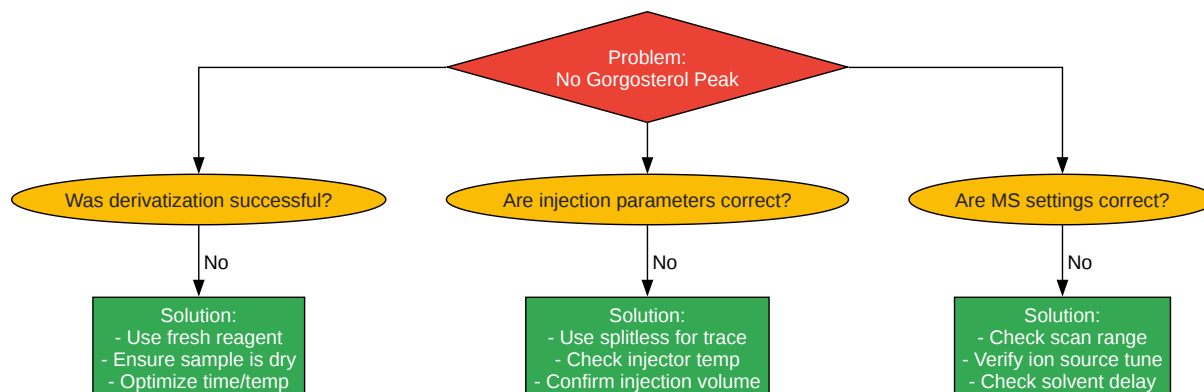 Problem:
No Gorgosterol Peak
Was derivatization successful?
Are injection parameters correct?
Are MS settings correct?
No
No
No
Solution:
- Use fresh reagent
- Ensure sample is dry
- Optimize time/temp
Solution:
- Use splitless for trace
- Check injector temp
- Confirm injection volume
Solution:
- Check scan range
- Verify ion source tune
- Check solvent delay